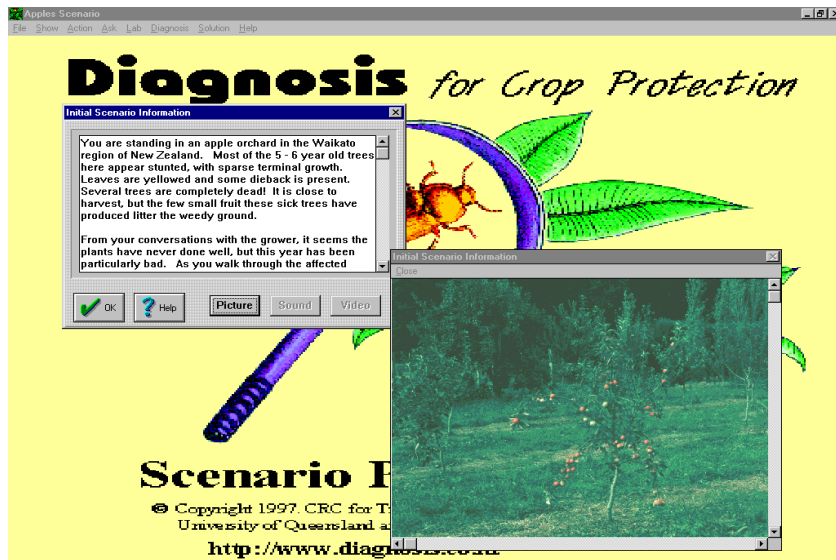 Apples Scenario
File Show Action Ask Lab Diagnosis Solution Help
Diagnosis for Crop Protection
Initial Scenario Information
You are standing in an apple orchard in the Waikato
region of New Zealand. Most of the 5 - 6 year old trees
here appear stunted, with sparse terminal growth.
Leaves are yellowed and some dieback is present.
Several trees are completely dead! It is close to
harvest, but the few small fruit these sick trees have
produced litter the weedy ground.
From your conversations with the grower, it seems the
plants have never done well, but this year has been
particularly bad. As you walk through the affected
OK
Help
Picture
Sound
Video
Initial Scenario Information
Close
Scenario
© Copyright 1997. CRC for
University of Queensland
http://www.diagnosis.co.nz